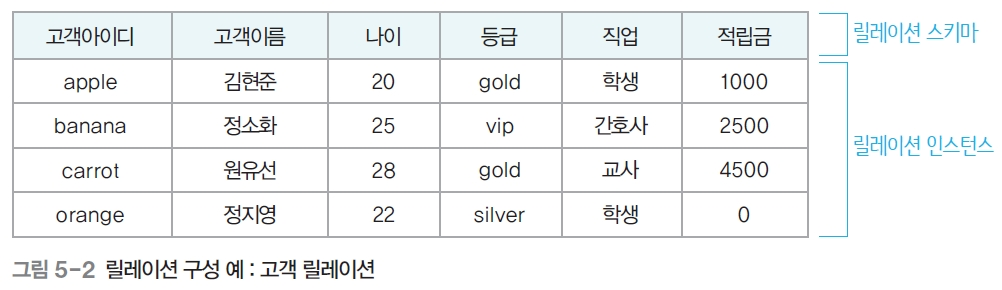 고객아이디 고객이름 나이 등급 직업 적립금 릴레이션 스키마
apple 김현준 20 gold 학생 1000
banana 정소화 25 vip 간호사 2500
릴레이션 인스턴스
carrot 원유선 28 gold 교사 4500
orange 정지영 22 silver 학생 0
그림 5-2 릴레이션 구성 예 : 고객 릴레이션